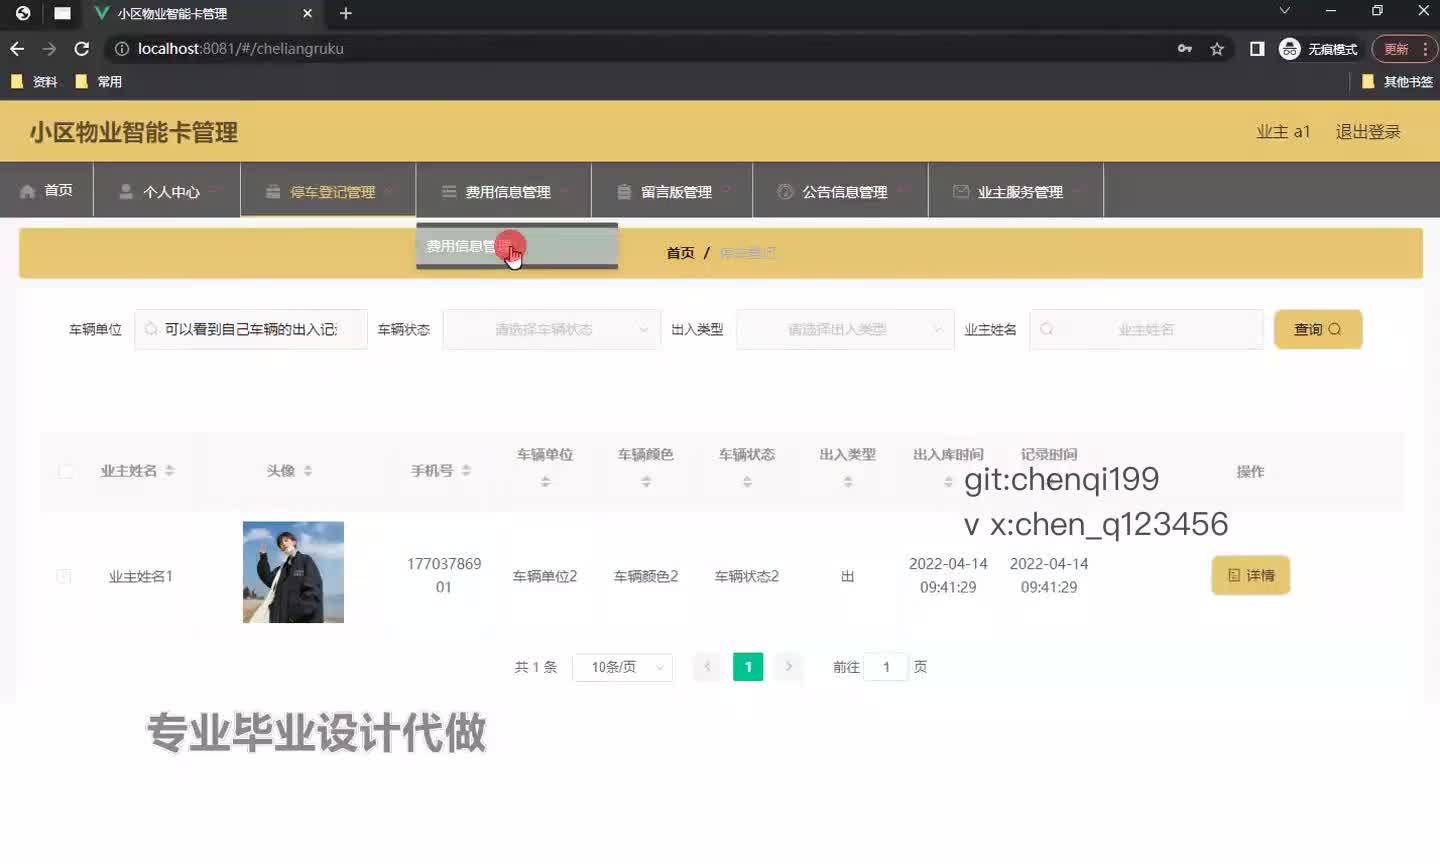 小区物业智能卡管理
localhost:8081/#/cheliangruku
无痕模式
更新
资料
常用
其他书签
小区物业智能卡管理
业主 a1
退出登录
首页
个人中心
停车登记管理
费用信息管理
留言版管理
公告信息管理
业主服务管理
费用信息管理
首页 / 停车登记
车辆单位
可以看到自己车辆的出入记
车辆状态
请选择车辆状态
出入类型
请选择出入类型
业主姓名
业主姓名
查询
业主姓名
头像
手机号
车辆单位
车辆颜色
车辆状态
出入类型
出入库时间
记录时间
操作
git:chenqi199
v x:chen_q123456
业主姓名1
177037869
01
车辆单位2
车辆颜色2
车辆状态2
出
2022-04-14
09:41:29
2022-04-14
09:41:29
详情
共 1 条
10条/页
1
前往 1 页
专业毕业设计代做